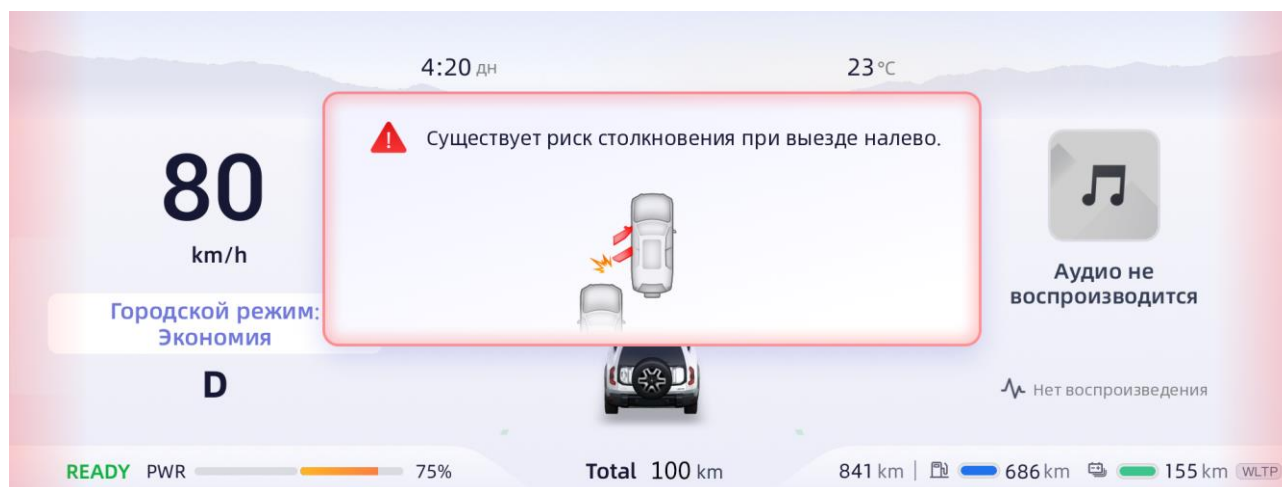 4:20 дн
23 °C
Существует риск столкновения при выезде налево.
80
km/h
Городской режим:
Экономия
D
Аудио не
воспроизводится
Нет воспроизведения
READY PWR 75% Total 100 km 841 km | 686 km 155 km WLTP